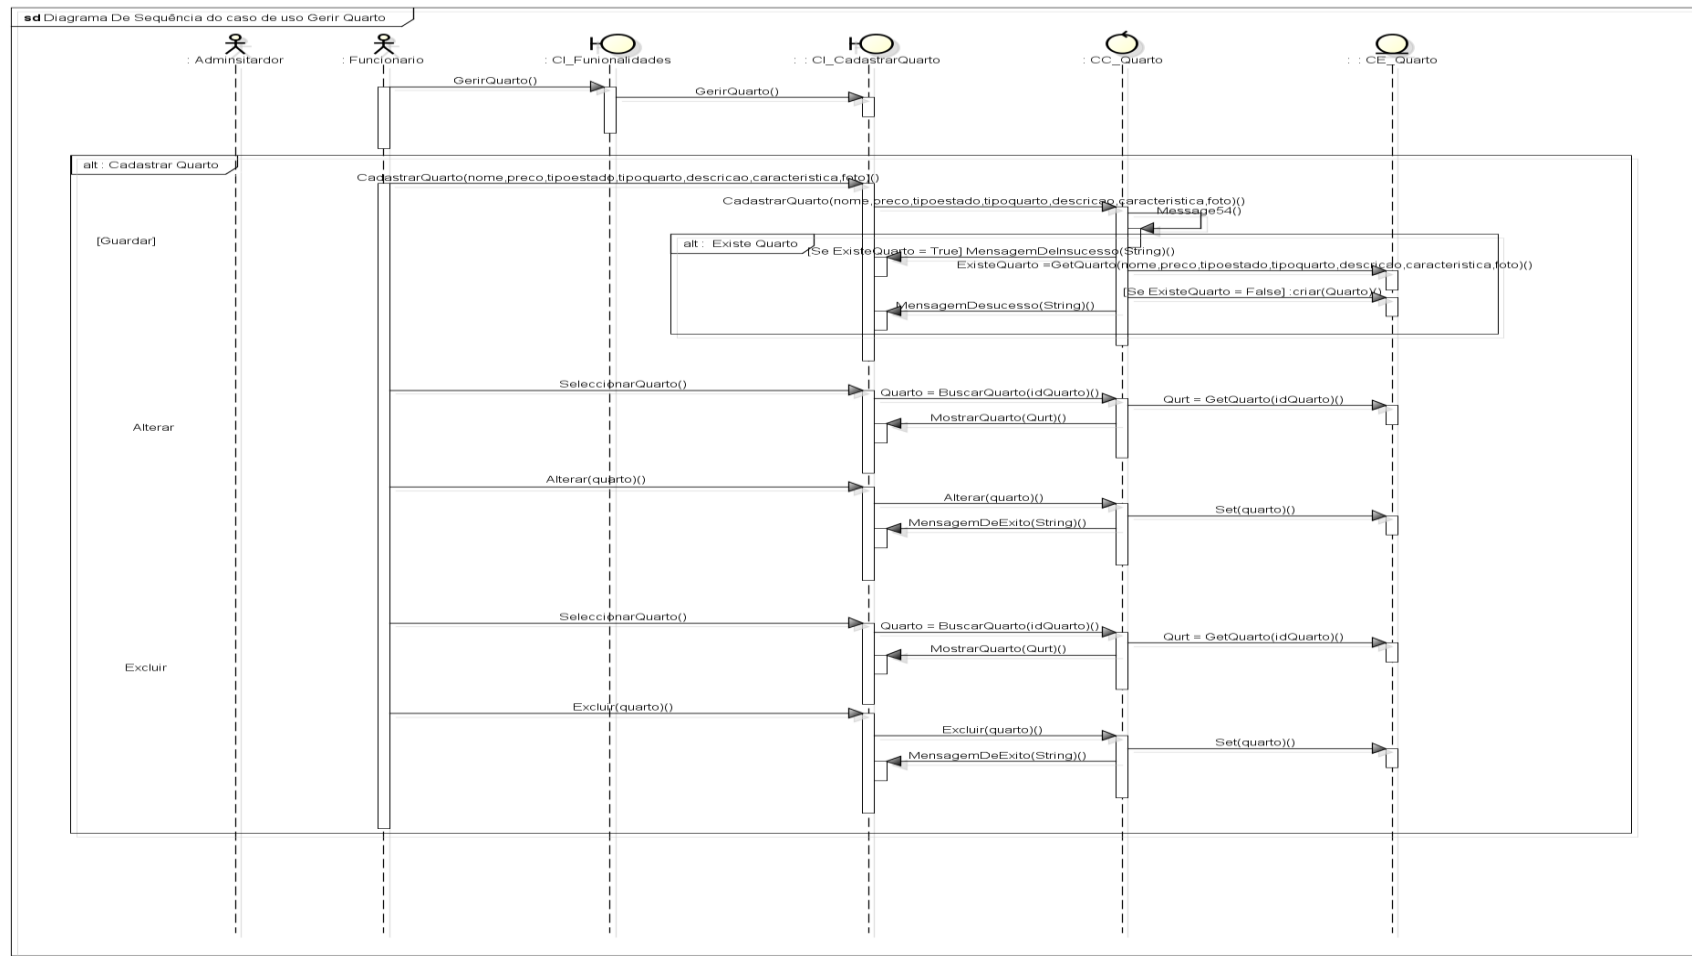 sd Diagrama De Sequência do caso de uso Gerir Quarto
: Adminsitardor
: Funcionario
: CI_Funionalidades
: : CI_CadastrarQuarto
: CC_Quarto
: : CE_Quarto
GerirQuarto()
GerirQuarto()
alt : Cadastrar Quarto
CadastrarQuarto(nome,preco,tipoestado,tipoquarto,descricao,caracteristica,foto)()
CadastrarQuarto(nome,preco,tipoestado,tipoquarto,descricao,caracteristica,foto)()
Message54()
[Guardar]
alt : Existe Quarto
[Se ExisteQuarto = True] MensagemDeInsucesso(String)()
ExisteQuarto =GetQuarto(nome,preco,tipoestado,tipoquarto,descricao,caracteristica,foto)()
[Se ExisteQuarto = False] :criar(Quarto)()
MensagemDesucesso(String)()
SeleccionarQuarto()
Quarto = BuscarQuarto(idQuarto)()
Qurt = GetQuarto(idQuarto)()
MostrarQuarto(Qurt)()
Alterar
Alterar(quarto)()
Alterar(quarto)()
Set(quarto)()
MensagemDeExito(String)()
SeleccionarQuarto()
Quarto = BuscarQuarto(idQuarto)()
Qurt = GetQuarto(idQuarto)()
MostrarQuarto(Qurt)()
Excluir
Excluir(quarto)()
Excluir(quarto)()
Set(quarto)()
MensagemDeExito(String)()